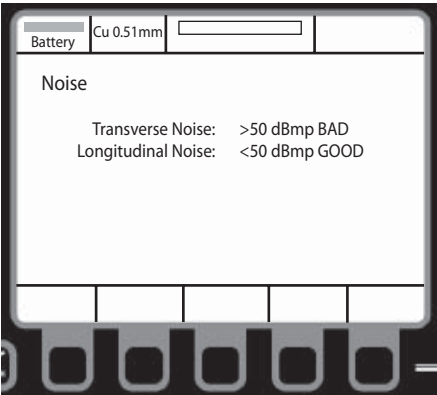 Battery
Cu 0.51mm
Noise
Transverse Noise: >50 dBmp BAD
Longitudinal Noise: <50 dBmp GOOD